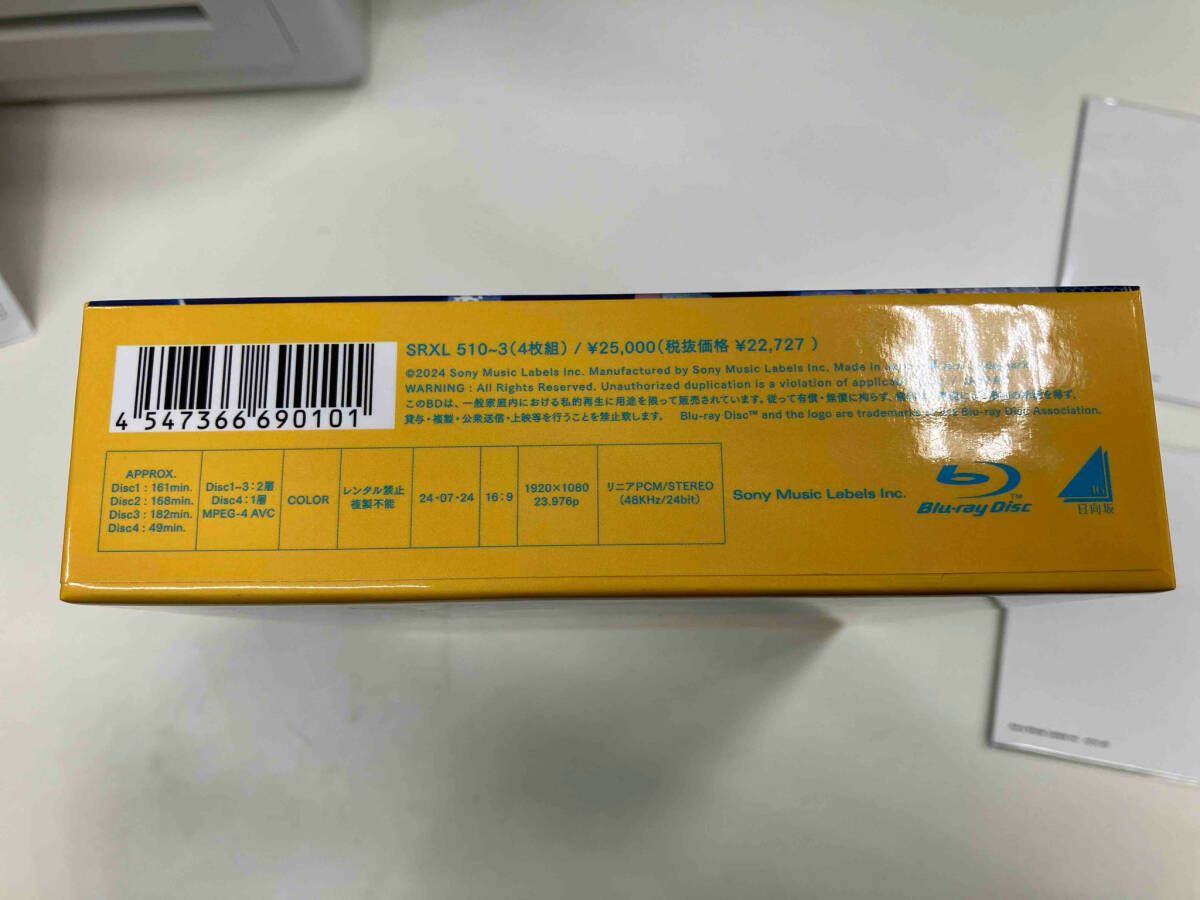 SRXL 510~3(4枚組) / ¥25,000(税抜価格 ¥22,727 )
©2024 Sony Music Labels Inc. Manufactured by Sony Music Labels Inc. Made in
WARNING : All Rights Reserved. Unauthorized duplication is a violation of
このBDは、一般家庭内における私的再生に用途を限って販売されています。従って有償・無償に拘らず、
貸与・複製・公衆送信・上映等を行うことを禁止致します。 Blu-ray Disc™ and the logo are trademarks Blu-ray Disc Association.
4 547366 690101
APPROX.
Disc1 : 161min.
Disc2 : 168min.
Disc3 : 182min.
Disc4 : 49min.
Disc1~3 : 2層
Disc4 : 1層
MPEG-4 AVC
COLOR
レンタル禁止
複製不能
24・07・24
16 : 9
1920×1080
23.976p
リニアPCM/STEREO
(48KHz/24bit)
Sony Music Labels Inc.
Blu-ray Disc™
46
日向坂